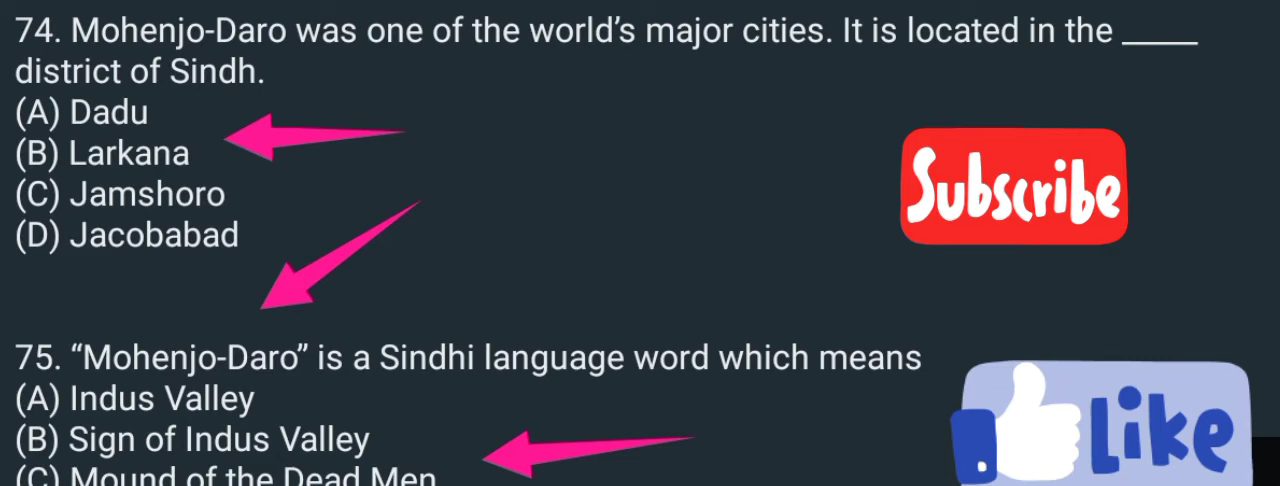 74. Mohenjo-Daro was one of the world’s major cities. It is located in the _____
district of Sindh.
(A) Dadu
(B) Larkana
(C) Jamshoro
(D) Jacobabad
Subscribe
75. “Mohenjo-Daro” is a Sindhi language word which means
(A) Indus Valley
(B) Sign of Indus Valley
(C) Mound of the Dead Men
Like